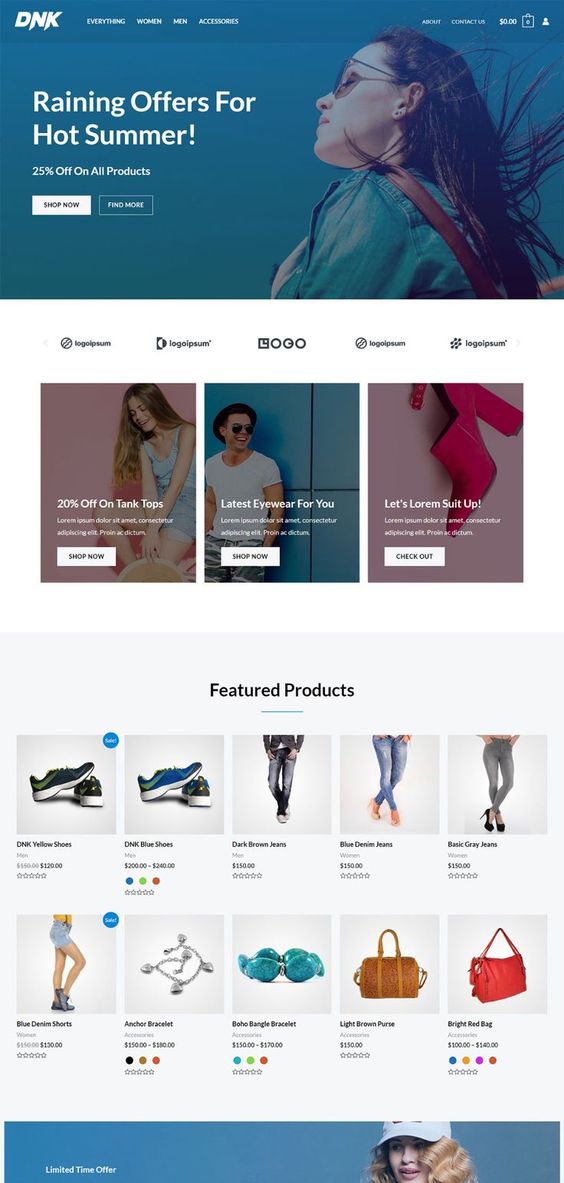 DNK EVERYTHING WOMEN MEN ACCESSORIES ABOUT CONTACT US $0.00 0
Raining Offers For
Hot Summer!
25% Off On All Products
SHOP NOW FIND MORE
logoipsum logoipsum LOGO logoipsum logoipsum
20% Off On Tank Tops
Lorem ipsum dolor sit amet, consectetur
adipiscing elit. Proin ac dictum.
SHOP NOW
Latest Eyewear For You
Lorem ipsum dolor sit amet, consectetur
adipiscing elit. Proin ac dictum.
SHOP NOW
Let's Lorem Suit Up!
Lorem ipsum dolor sit amet, consectetur
adipiscing elit. Proin ac dictum.
CHECK OUT
Featured Products
Sale!
DNK Yellow Shoes
Men
$150.00 $120.00
DNK Blue Shoes
Men
$200.00 – $240.00
Dark Brown Jeans
Men
$150.00
Blue Denim Jeans
Women
$150.00
Basic Gray Jeans
Women
$150.00
Sale!
Blue Denim Shorts
Women
$150.00 $130.00
Anchor Bracelet
Accessories
$150.00 – $180.00
Boho Bangle Bracelet
Accessories
$150.00 – $170.00
Light Brown Purse
Accessories
$150.00
Bright Red Bag
Accessories
$100.00 – $140.00
Limited Time Offer